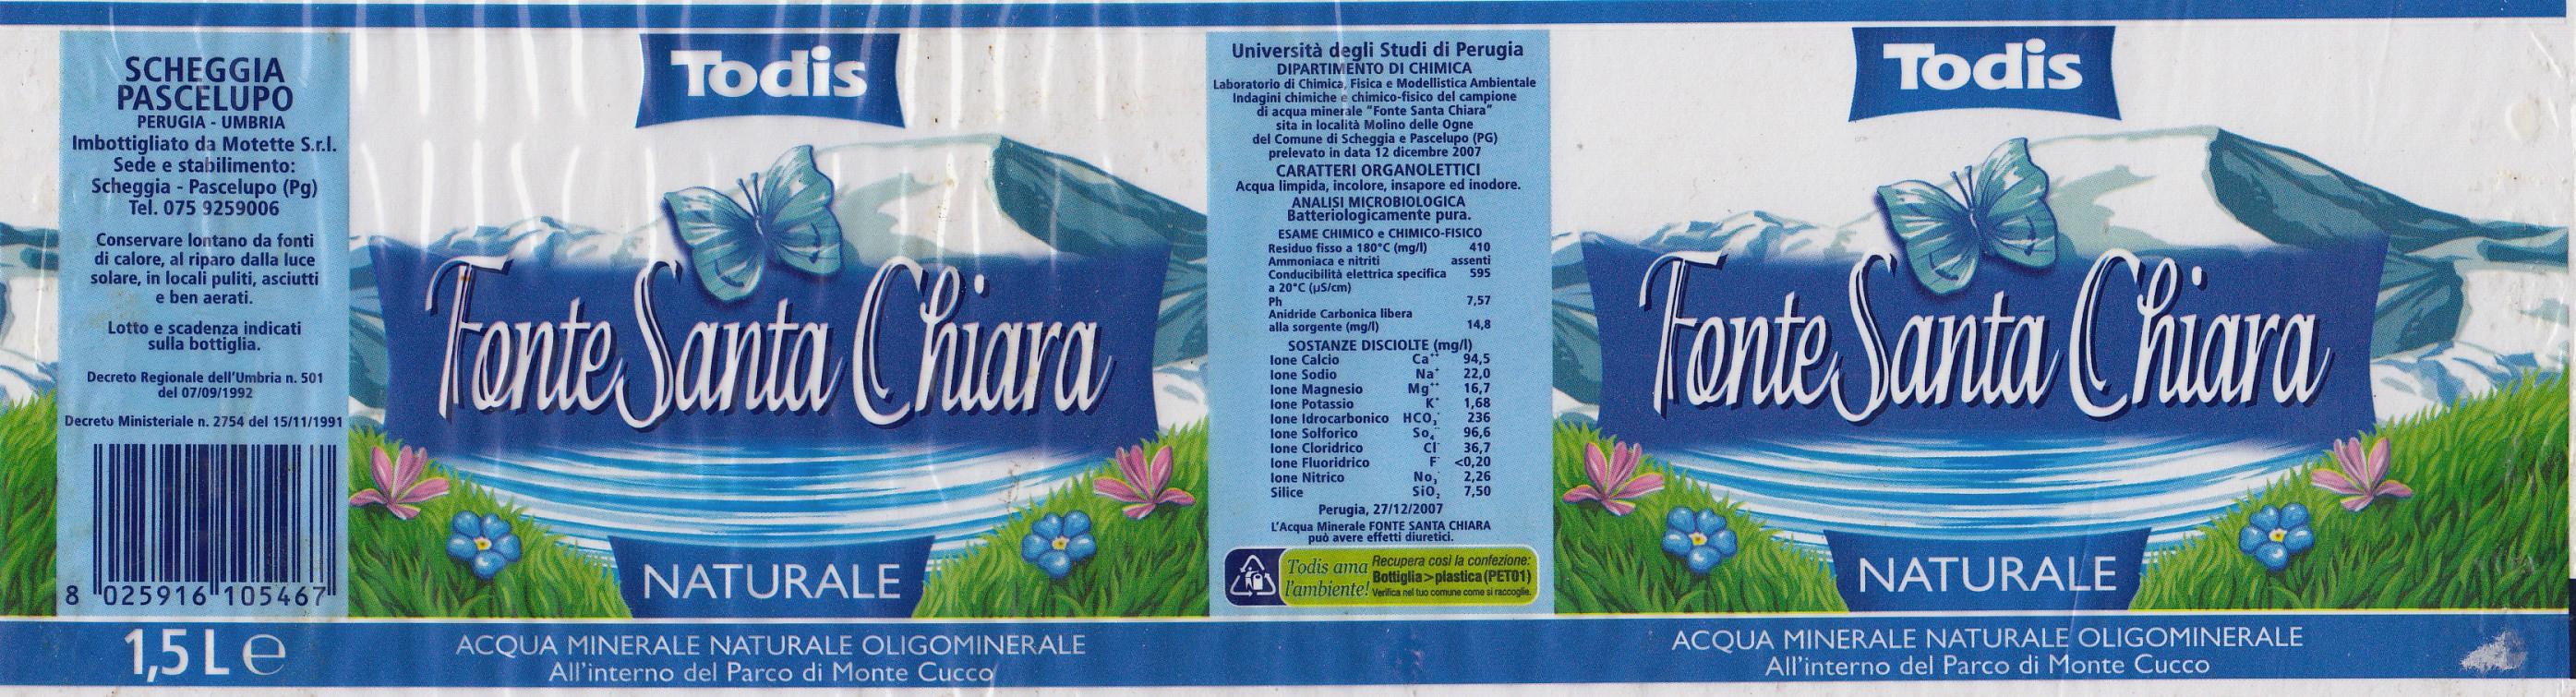 SCHEGGIA
PASCELUPO
PERUGIA - UMBRIA
Imbottigliato da Motette S.r.l.
Sede e stabilimento:
Scheggia - Pascelupo (Pg)
Tel. 075 9259006
Conservare lontano da fonti
di calore, al riparo dalla luce
solare, in locali puliti, asciutti
e ben aerati.
Lotto e scadenza indicati
sulla bottiglia.
Decreto Regionale dell'Umbria n. 501
del 07/09/1992
Decreto Ministeriale n. 2754 del 15/11/1991
8 025916 105467
1,5 L e
Todis
Fonte Santa Chiara
NATURALE
ACQUA MINERALE NATURALE OLIGOMINERALE
All'interno del Parco di Monte Cucco
Università degli Studi di Perugia
DIPARTIMENTO DI CHIMICA
Laboratorio di Chimica, Fisica e Modellistica Ambientale
Indagini chimiche e chimico-fisico del campione
di acqua minerale "Fonte Santa Chiara"
sita in località Molino delle Ogne
del Comune di Scheggia e Pascelupo (PG)
prelevato in data 12 dicembre 2007
CARATTERI ORGANOLETTICI
Acqua limpida, incolore, insapore ed inodore.
ANALISI MICROBIOLOGICA
Batteriologicamente pura.
ESAME CHIMICO e CHIMICO-FISICO
Residuo fisso a 180°C (mg/l) 410
Ammoniaca e nitriti assenti
Conducibilità elettrica specifica 595
a 20°C (µS/cm)
Ph 7,57
Anidride Carbonica libera
alla sorgente (mg/l) 14,8
SOSTANZE DISCIOLTE (mg/l)
Ione Calcio Ca⁺⁺ 94,5
Ione Sodio Na⁺ 22,0
Ione Magnesio Mg⁺⁺ 16,7
Ione Potassio K⁺ 1,68
Ione Idrocarbonico HCO₃⁻ 236
Ione Solforico So₄⁻⁻ 96,6
Ione Cloridrico Cl⁻ 36,7
Ione Fluoridrico F⁻ <0,20
Ione Nitrico No₃⁻ 2,26
Silice SiO₂ 7,50
Perugia, 27/12/2007
L'Acqua Minerale FONTE SANTA CHIARA
può avere effetti diuretici.
Todis ama
l'ambiente!
Recupera così la confezione:
Bottiglia>plastica (PET01)
Verifica nel tuo comune come si raccoglie.
Todis
Fonte Santa Chiara
NATURALE
ACQUA MINERALE NATURALE OLIGOMINERALE
All'interno del Parco di Monte Cucco